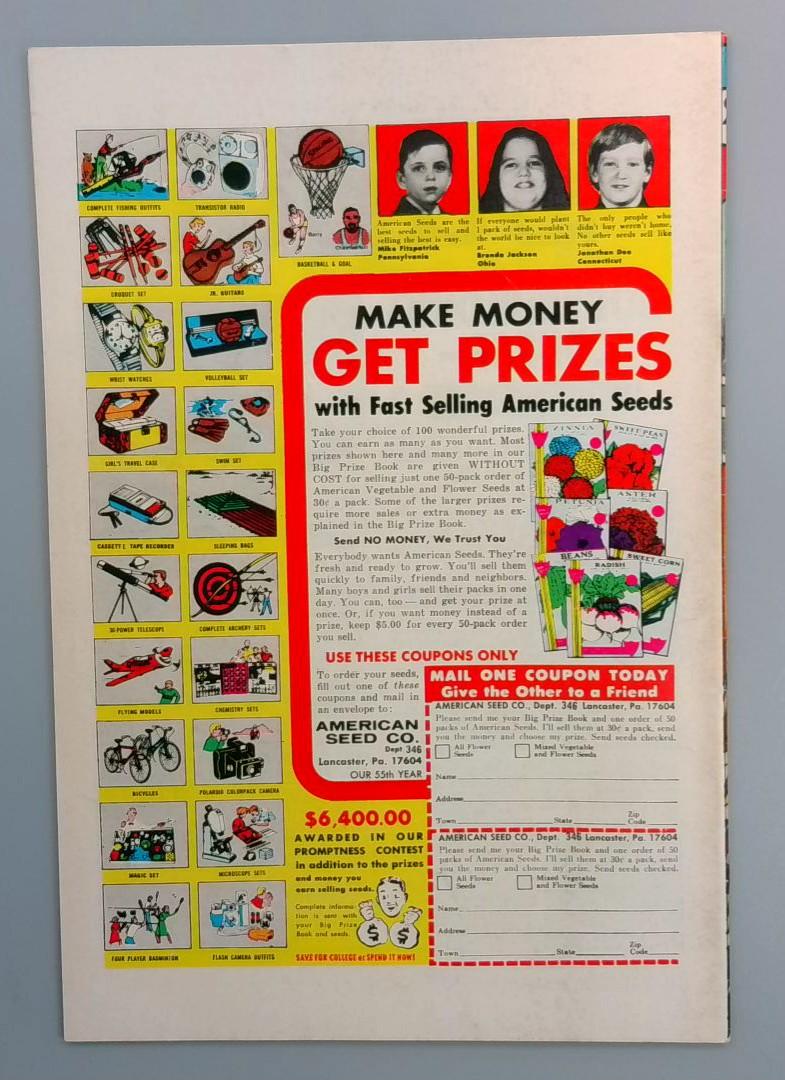 COMPLETE FISHING OUTFITS
TRANSISTOR RADIO
CROQUET SET
JR. GUITARS
WRIST WATCHES
VOLLEYBALL SET
GIRL'S TRAVEL CASE
SWIM SET
CASSETTE TAPE RECORDER
SLEEPING BAGS
30-POWER TELESCOPE
COMPLETE ARCHERY SETS
FLYING MODELS
CHEMISTRY SETS
BICYCLES
POLAROID COLORPACK CAMERA
MAGIC SET
MICROSCOPE SETS
FOUR PLAYER BADMINTON
FLASH CAMERA OUTFITS
Barry
BASKETBALL & GOAL
American Seeds are the
best seeds to sell and
selling the best is easy.
Mike Fitzpatrick
Pennsylvania
If everyone would plant
1 pack of seeds, wouldn't
the world be nice to look
at.
Brenda Jackson
Ohio
The only people who
didn't buy weren't home.
No other seeds sell like
yours.
Jonathan Dee
Connecticut
MAKE MONEY
GET PRIZES
with Fast Selling American Seeds
Take your choice of 100 wonderful prizes.
You can earn as many as you want. Most
prizes shown here and many more in our
Big Prize Book are given WITHOUT
COST for selling just one 50-pack order of
American Vegetable and Flower Seeds at
30¢ a pack. Some of the larger prizes re-
quire more sales or extra money as ex-
plained in the Big Prize Book.
Send NO MONEY, We Trust You
Everybody wants American Seeds. They're
fresh and ready to grow. You'll sell them
quickly to family, friends and neighbors.
Many boys and girls sell their packs in one
day. You can, too — and get your prize at
once. Or, if you want money instead of a
prize, keep $5.00 for every 50-pack order
you sell.
ZINNIA
SWEET PEAS
PETUNIA
ASTER
BEANS
RADISH
SWEET CORN
USE THESE COUPONS ONLY
To order your seeds,
fill out one of these
coupons and mail in
an envelope to:
AMERICAN
SEED CO.
Dept 346
Lancaster, Pa. 17604
OUR 55th YEAR
$6,400.00
AWARDED IN OUR
PROMPTNESS CONTEST
in addition to the prizes
and money you
earn selling seeds.
Complete informa-
tion is sent with
your Big Prize
Book and seeds.
$ $
SAVE FOR COLLEGE or SPEND IT NOW!
MAIL ONE COUPON TODAY
Give the Other to a Friend
AMERICAN SEED CO., Dept. 346 Lancaster, Pa. 17604
Please send me your Big Prize Book and one order of 50
packs of American Seeds. I'll sell them at 30¢ a pack, send
you the money and choose my prize. Send seeds checked.
All Flower Seeds
Mixed Vegetable and Flower Seeds
Name
Address
Town State Zip Code
AMERICAN SEED CO., Dept. 346 Lancaster, Pa. 17604
Please send me your Big Prize Book and one order of 50
packs of American Seeds. I'll sell them at 30¢ a pack, send
you the money and choose my prize. Send seeds checked.
All Flower Seeds
Mixed Vegetable and Flower Seeds
Name
Address
Town State Zip Code